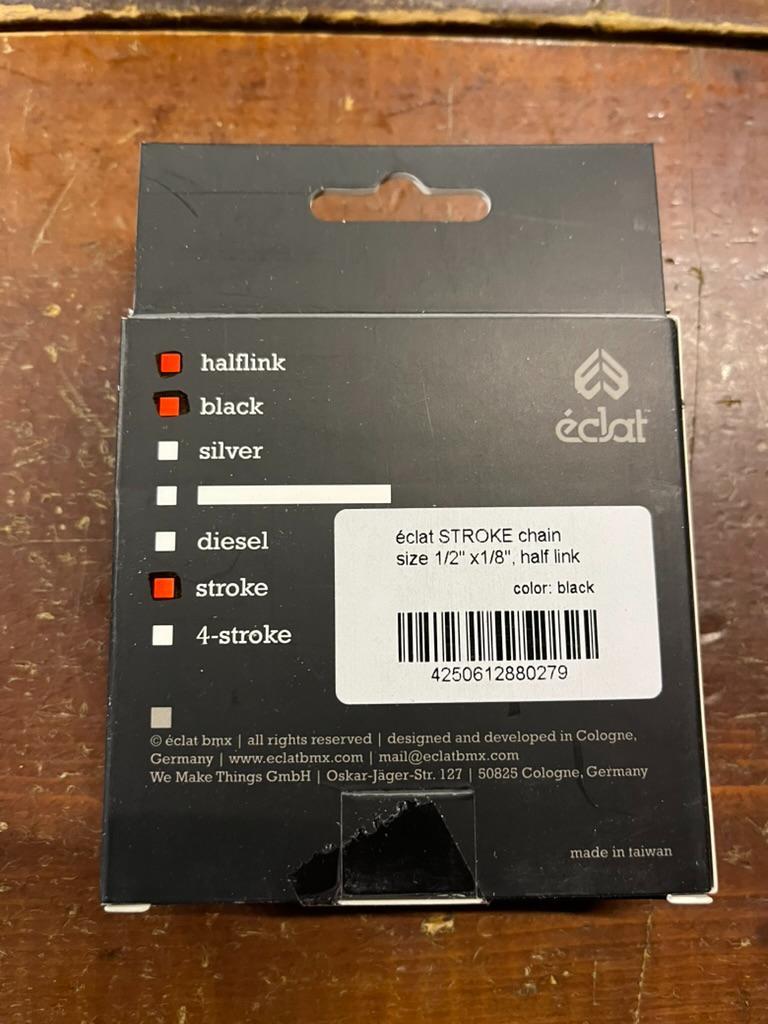 halflink
black
silver
diesel
stroke
4-stroke
éclat™
éclat STROKE chain
size 1/2" x1/8", half link
color: black
4250612880279
© éclat bmx | all rights reserved | designed and developed in Cologne,
Germany | www.eclatbmx.com | mail@eclatbmx.com
We Make Things GmbH | Oskar-Jäger-Str. 127 | 50825 Cologne, Germany
made in taiwan